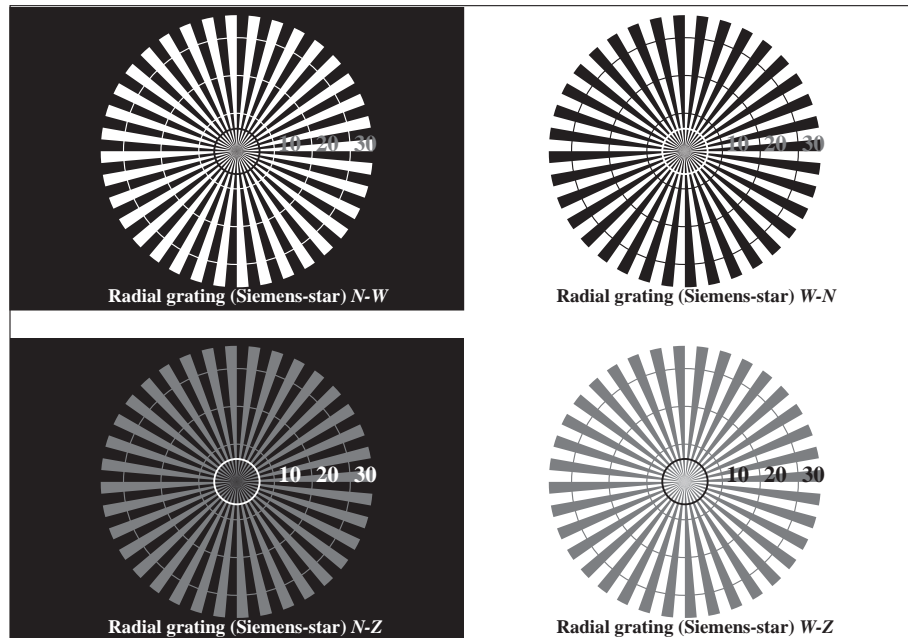 10 20 30
Radial grating (Siemens-star) N-W
10 20 30
Radial grating (Siemens-star) W-N
10 20 30
Radial grating (Siemens-star) N-Z
10 20 30
Radial grating (Siemens-star) W-Z